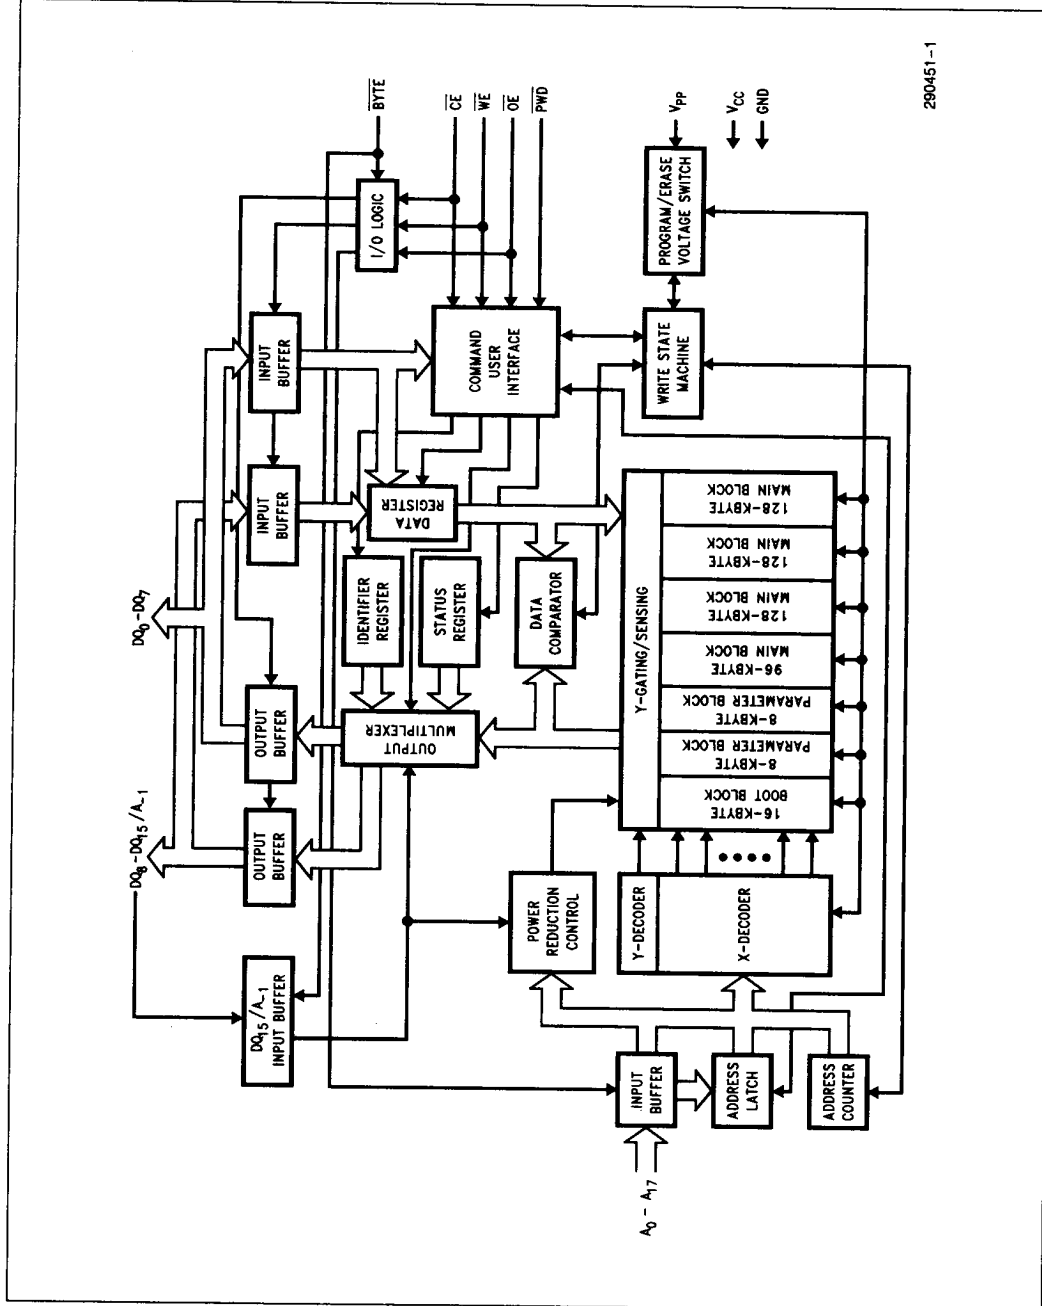 DQ8-DQ15/A-1
DQ0-DQ7
DQ15/A-1
INPUT BUFFER
OUTPUT
BUFFER
OUTPUT
BUFFER
INPUT
BUFFER
INPUT
BUFFER
I/O LOGIC
BYTE
CE
WE
OE
PWD
OUTPUT
MULTIPLEXER
IDENTIFIER
REGISTER
STATUS
REGISTER
DATA
REGISTER
COMMAND
USER
INTERFACE
POWER
REDUCTION
CONTROL
DATA
COMPARATOR
A0 - A17
INPUT
BUFFER
ADDRESS
LATCH
ADDRESS
COUNTER
Y-DECODER
X-DECODER
Y-GATING/SENSING
16-KBYTE
BOOT BLOCK
8-KBYTE
PARAMETER BLOCK
8-KBYTE
PARAMETER BLOCK
96-KBYTE
MAIN BLOCK
128-KBYTE
MAIN BLOCK
128-KBYTE
MAIN BLOCK
128-KBYTE
MAIN BLOCK
WRITE STATE
MACHINE
PROGRAM/ERASE
VOLTAGE SWITCH
VPP
VCC
GND
290451-1